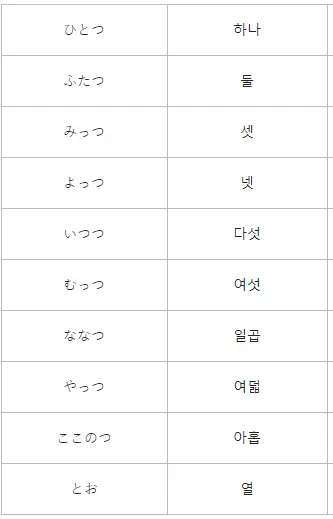 ひとつ 하나
ふたつ 둘
みっつ 셋
よっつ 넷
いつつ 다섯
むっつ 여섯
ななつ 일곱
やっつ 여덟
ここのつ 아홉
とお 열